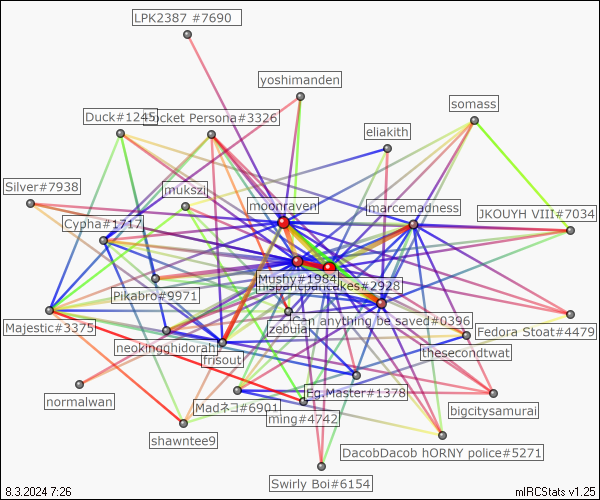 LPK2387 #7690
yoshimanden
somass
Duck#1245
ocket Persona#3326
eliakith
Silver#7938
mukszi
moonraven
marcemadness
JKOUYH VIII#7034
Cypha#1717
Mushy#1984
akes#2928
Pikabro#9971
Can anything be saved#0396
Majestic#3375
zebula
Fedora Stoat#4479
neokingghidorah
frisout
thesecondtwat
normalwan
Eg.Master#1378
Madネコ#6901
bigcitysamurai
ming#4742
shawntee9
DacobDacob hORNY police#5271
Swirly Boi#6154
8.3.2024 7:26
mIRCStats v1.25